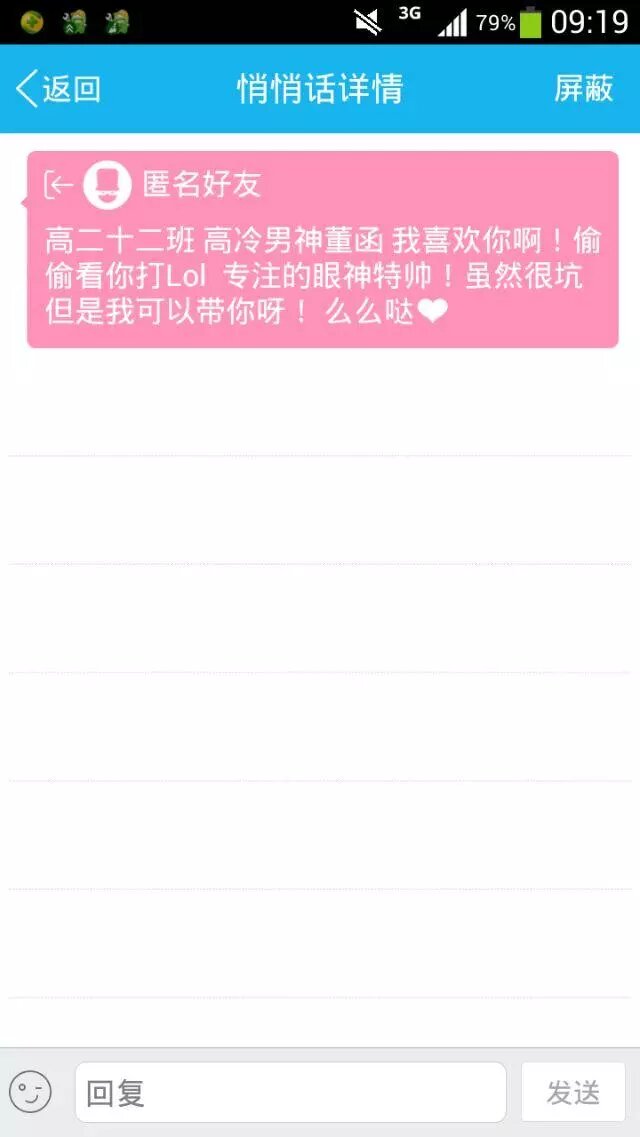 3G 79% 09:19
返回 悄悄话详情 屏蔽
匿名好友
高二十二班 高冷男神董函 我喜欢你啊！偷
偷看你打Lol 专注的眼神特帅！虽然很坑
但是我可以带你呀！ 么么哒❤
回复 发送